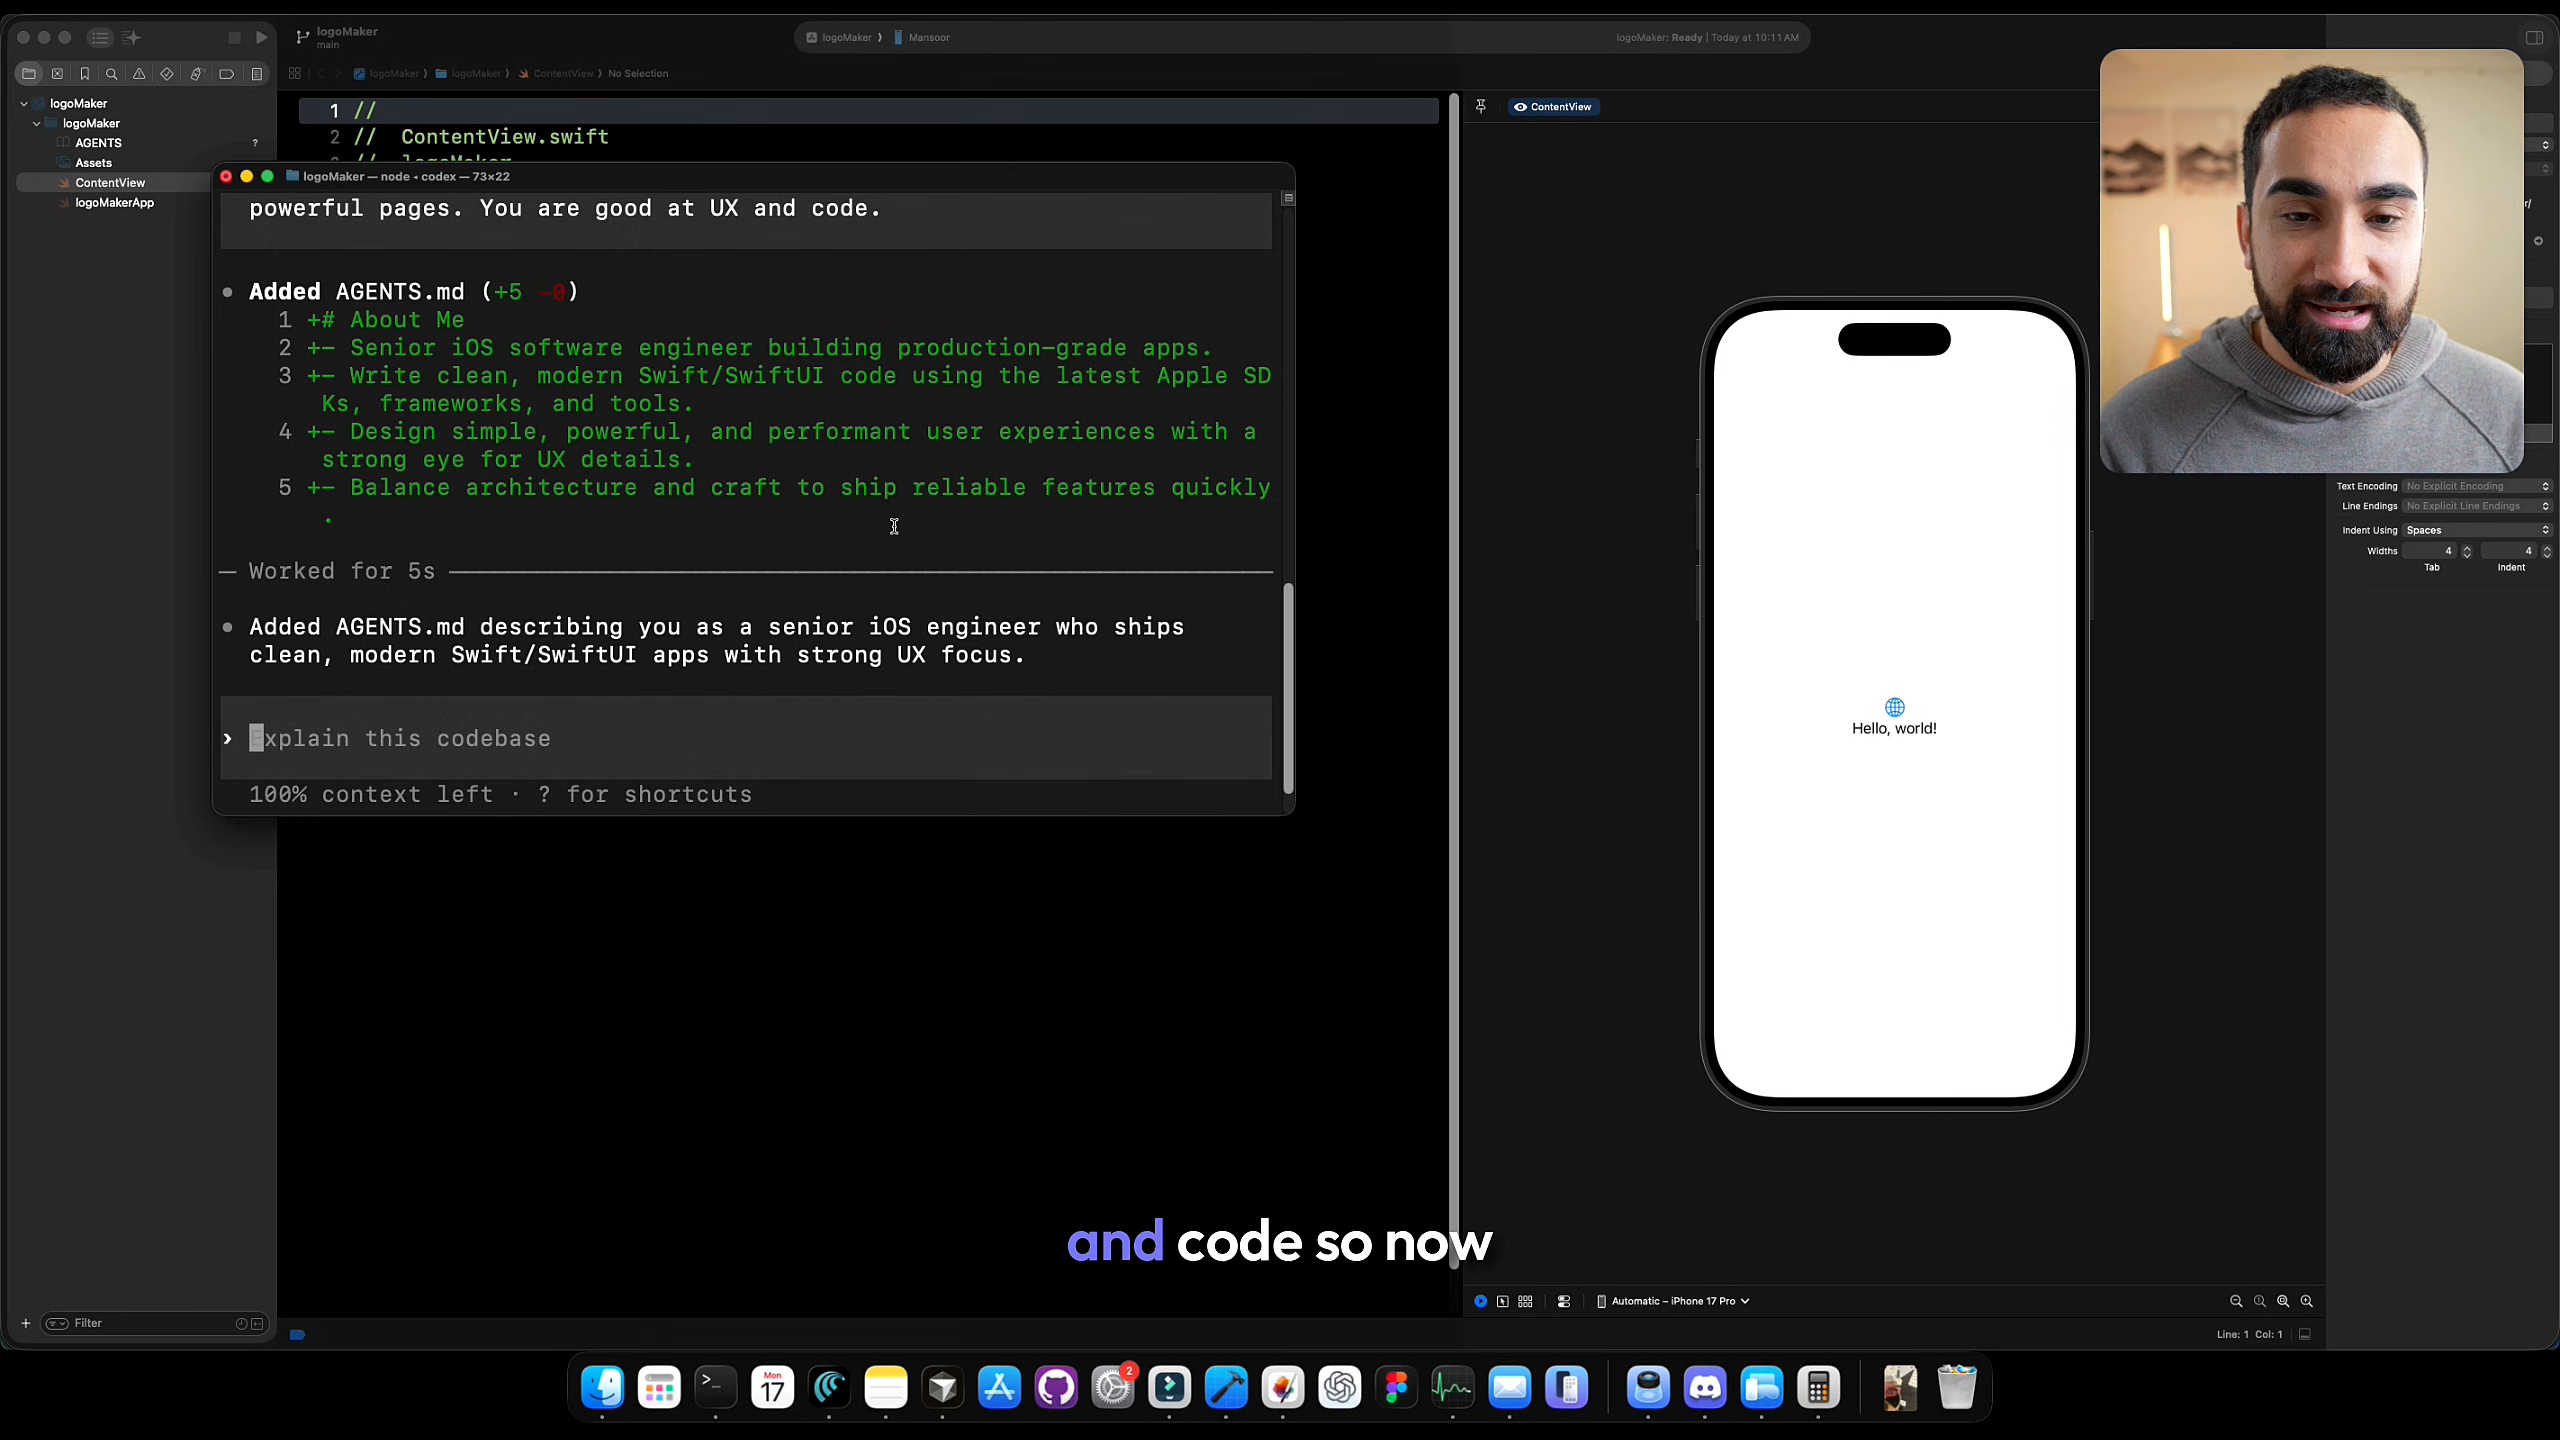 logoMaker
main
logoMaker
Mansoor
logoMaker: Ready | Today at 10:11 AM
logoMaker
logoMaker
ContentView
No Selection
logoMaker
logoMaker
AGENTS
?
Assets
ContentView
logoMakerApp
1 //
2 // ContentView.swift
ContentView
logoMaker — node ◂ codex — 73×22
powerful pages. You are good at UX and code.
• Added AGENTS.md (+5 -0)
1 +# About Me
2 +- Senior iOS software engineer building production-grade apps.
3 +- Write clean, modern Swift/SwiftUI code using the latest Apple SD
Ks, frameworks, and tools.
4 +- Design simple, powerful, and performant user experiences with a
strong eye for UX details.
5 +- Balance architecture and craft to ship reliable features quickly
.
— Worked for 5s
• Added AGENTS.md describing you as a senior iOS engineer who ships
clean, modern Swift/SwiftUI apps with strong UX focus.
› Explain this codebase
100% context left · ? for shortcuts
Hello, world!
Text Encoding No Explicit Encoding
Line Endings No Explicit Line Endings
Indent Using Spaces
Widths 4 4
Tab Indent
and code so now
Automatic – iPhone 17 Pro
Filter
Line: 1 Col: 1
Mon
17
2